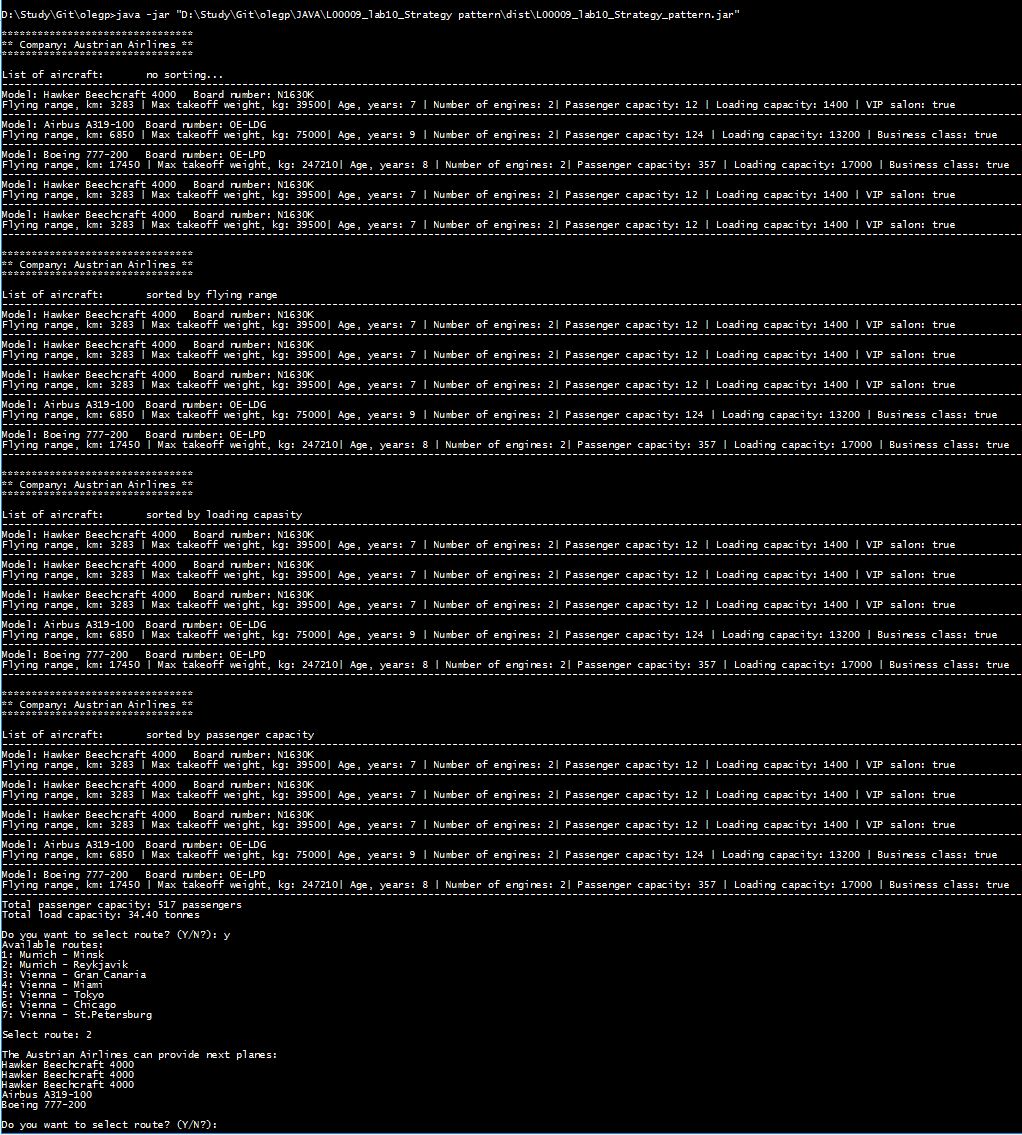 D:\Study\Git\olegp>java -jar "D:\Study\Git\olegp\JAVA\L00009_lab10_Strategy pattern\dist\L00009_lab10_Strategy_pattern.jar"
********************************
** Company: Austrian Airlines **
********************************
List of aircraft: no sorting...
Model: Hawker Beechcraft 4000 Board number: N1630K
Flying range, km: 3283 | Max takeoff weight, kg: 39500| Age, years: 7 | Number of engines: 2| Passenger capacity: 12 | Loading capacity: 1400 | VIP salon: true
Model: Airbus A319-100 Board number: OE-LDG
Flying range, km: 6850 | Max takeoff weight, kg: 75000| Age, years: 9 | Number of engines: 2| Passenger capacity: 124 | Loading capacity: 13200 | Business class: true
Model: Boeing 777-200 Board number: OE-LPD
Flying range, km: 17450 | Max takeoff weight, kg: 247210| Age, years: 8 | Number of engines: 2| Passenger capacity: 357 | Loading capacity: 17000 | Business class: true
Model: Hawker Beechcraft 4000 Board number: N1630K
Flying range, km: 3283 | Max takeoff weight, kg: 39500| Age, years: 7 | Number of engines: 2| Passenger capacity: 12 | Loading capacity: 1400 | VIP salon: true
Model: Hawker Beechcraft 4000 Board number: N1630K
Flying range, km: 3283 | Max takeoff weight, kg: 39500| Age, years: 7 | Number of engines: 2| Passenger capacity: 12 | Loading capacity: 1400 | VIP salon: true
********************************
** Company: Austrian Airlines **
********************************
List of aircraft: sorted by flying range
Model: Hawker Beechcraft 4000 Board number: N1630K
Flying range, km: 3283 | Max takeoff weight, kg: 39500| Age, years: 7 | Number of engines: 2| Passenger capacity: 12 | Loading capacity: 1400 | VIP salon: true
Model: Hawker Beechcraft 4000 Board number: N1630K
Flying range, km: 3283 | Max takeoff weight, kg: 39500| Age, years: 7 | Number of engines: 2| Passenger capacity: 12 | Loading capacity: 1400 | VIP salon: true
Model: Hawker Beechcraft 4000 Board number: N1630K
Flying range, km: 3283 | Max takeoff weight, kg: 39500| Age, years: 7 | Number of engines: 2| Passenger capacity: 12 | Loading capacity: 1400 | VIP salon: true
Model: Airbus A319-100 Board number: OE-LDG
Flying range, km: 6850 | Max takeoff weight, kg: 75000| Age, years: 9 | Number of engines: 2| Passenger capacity: 124 | Loading capacity: 13200 | Business class: true
Model: Boeing 777-200 Board number: OE-LPD
Flying range, km: 17450 | Max takeoff weight, kg: 247210| Age, years: 8 | Number of engines: 2| Passenger capacity: 357 | Loading capacity: 17000 | Business class: true
********************************
** Company: Austrian Airlines **
********************************
List of aircraft: sorted by loading capasity
Model: Hawker Beechcraft 4000 Board number: N1630K
Flying range, km: 3283 | Max takeoff weight, kg: 39500| Age, years: 7 | Number of engines: 2| Passenger capacity: 12 | Loading capacity: 1400 | VIP salon: true
Model: Hawker Beechcraft 4000 Board number: N1630K
Flying range, km: 3283 | Max takeoff weight, kg: 39500| Age, years: 7 | Number of engines: 2| Passenger capacity: 12 | Loading capacity: 1400 | VIP salon: true
Model: Hawker Beechcraft 4000 Board number: N1630K
Flying range, km: 3283 | Max takeoff weight, kg: 39500| Age, years: 7 | Number of engines: 2| Passenger capacity: 12 | Loading capacity: 1400 | VIP salon: true
Model: Airbus A319-100 Board number: OE-LDG
Flying range, km: 6850 | Max takeoff weight, kg: 75000| Age, years: 9 | Number of engines: 2| Passenger capacity: 124 | Loading capacity: 13200 | Business class: true
Model: Boeing 777-200 Board number: OE-LPD
Flying range, km: 17450 | Max takeoff weight, kg: 247210| Age, years: 8 | Number of engines: 2| Passenger capacity: 357 | Loading capacity: 17000 | Business class: true
********************************
** Company: Austrian Airlines **
********************************
List of aircraft: sorted by passenger capacity
Model: Hawker Beechcraft 4000 Board number: N1630K
Flying range, km: 3283 | Max takeoff weight, kg: 39500| Age, years: 7 | Number of engines: 2| Passenger capacity: 12 | Loading capacity: 1400 | VIP salon: true
Model: Hawker Beechcraft 4000 Board number: N1630K
Flying range, km: 3283 | Max takeoff weight, kg: 39500| Age, years: 7 | Number of engines: 2| Passenger capacity: 12 | Loading capacity: 1400 | VIP salon: true
Model: Hawker Beechcraft 4000 Board number: N1630K
Flying range, km: 3283 | Max takeoff weight, kg: 39500| Age, years: 7 | Number of engines: 2| Passenger capacity: 12 | Loading capacity: 1400 | VIP salon: true
Model: Airbus A319-100 Board number: OE-LDG
Flying range, km: 6850 | Max takeoff weight, kg: 75000| Age, years: 9 | Number of engines: 2| Passenger capacity: 124 | Loading capacity: 13200 | Business class: true
Model: Boeing 777-200 Board number: OE-LPD
Flying range, km: 17450 | Max takeoff weight, kg: 247210| Age, years: 8 | Number of engines: 2| Passenger capacity: 357 | Loading capacity: 17000 | Business class: true
Total passenger capacity: 517 passengers
Total load capacity: 34.40 tonnes
Do you want to select route? (Y/N?): y
Available routes:
1: Munich - Minsk
2: Munich - Reykjavik
3: Vienna - Gran Canaria
4: Vienna - Miami
5: Vienna - Tokyo
6: Vienna - Chicago
7: Vienna - St.Petersburg
Select route: 2
The Austrian Airlines can provide next planes:
Hawker Beechcraft 4000
Hawker Beechcraft 4000
Hawker Beechcraft 4000
Airbus A319-100
Boeing 777-200
Do you want to select route? (Y/N?):